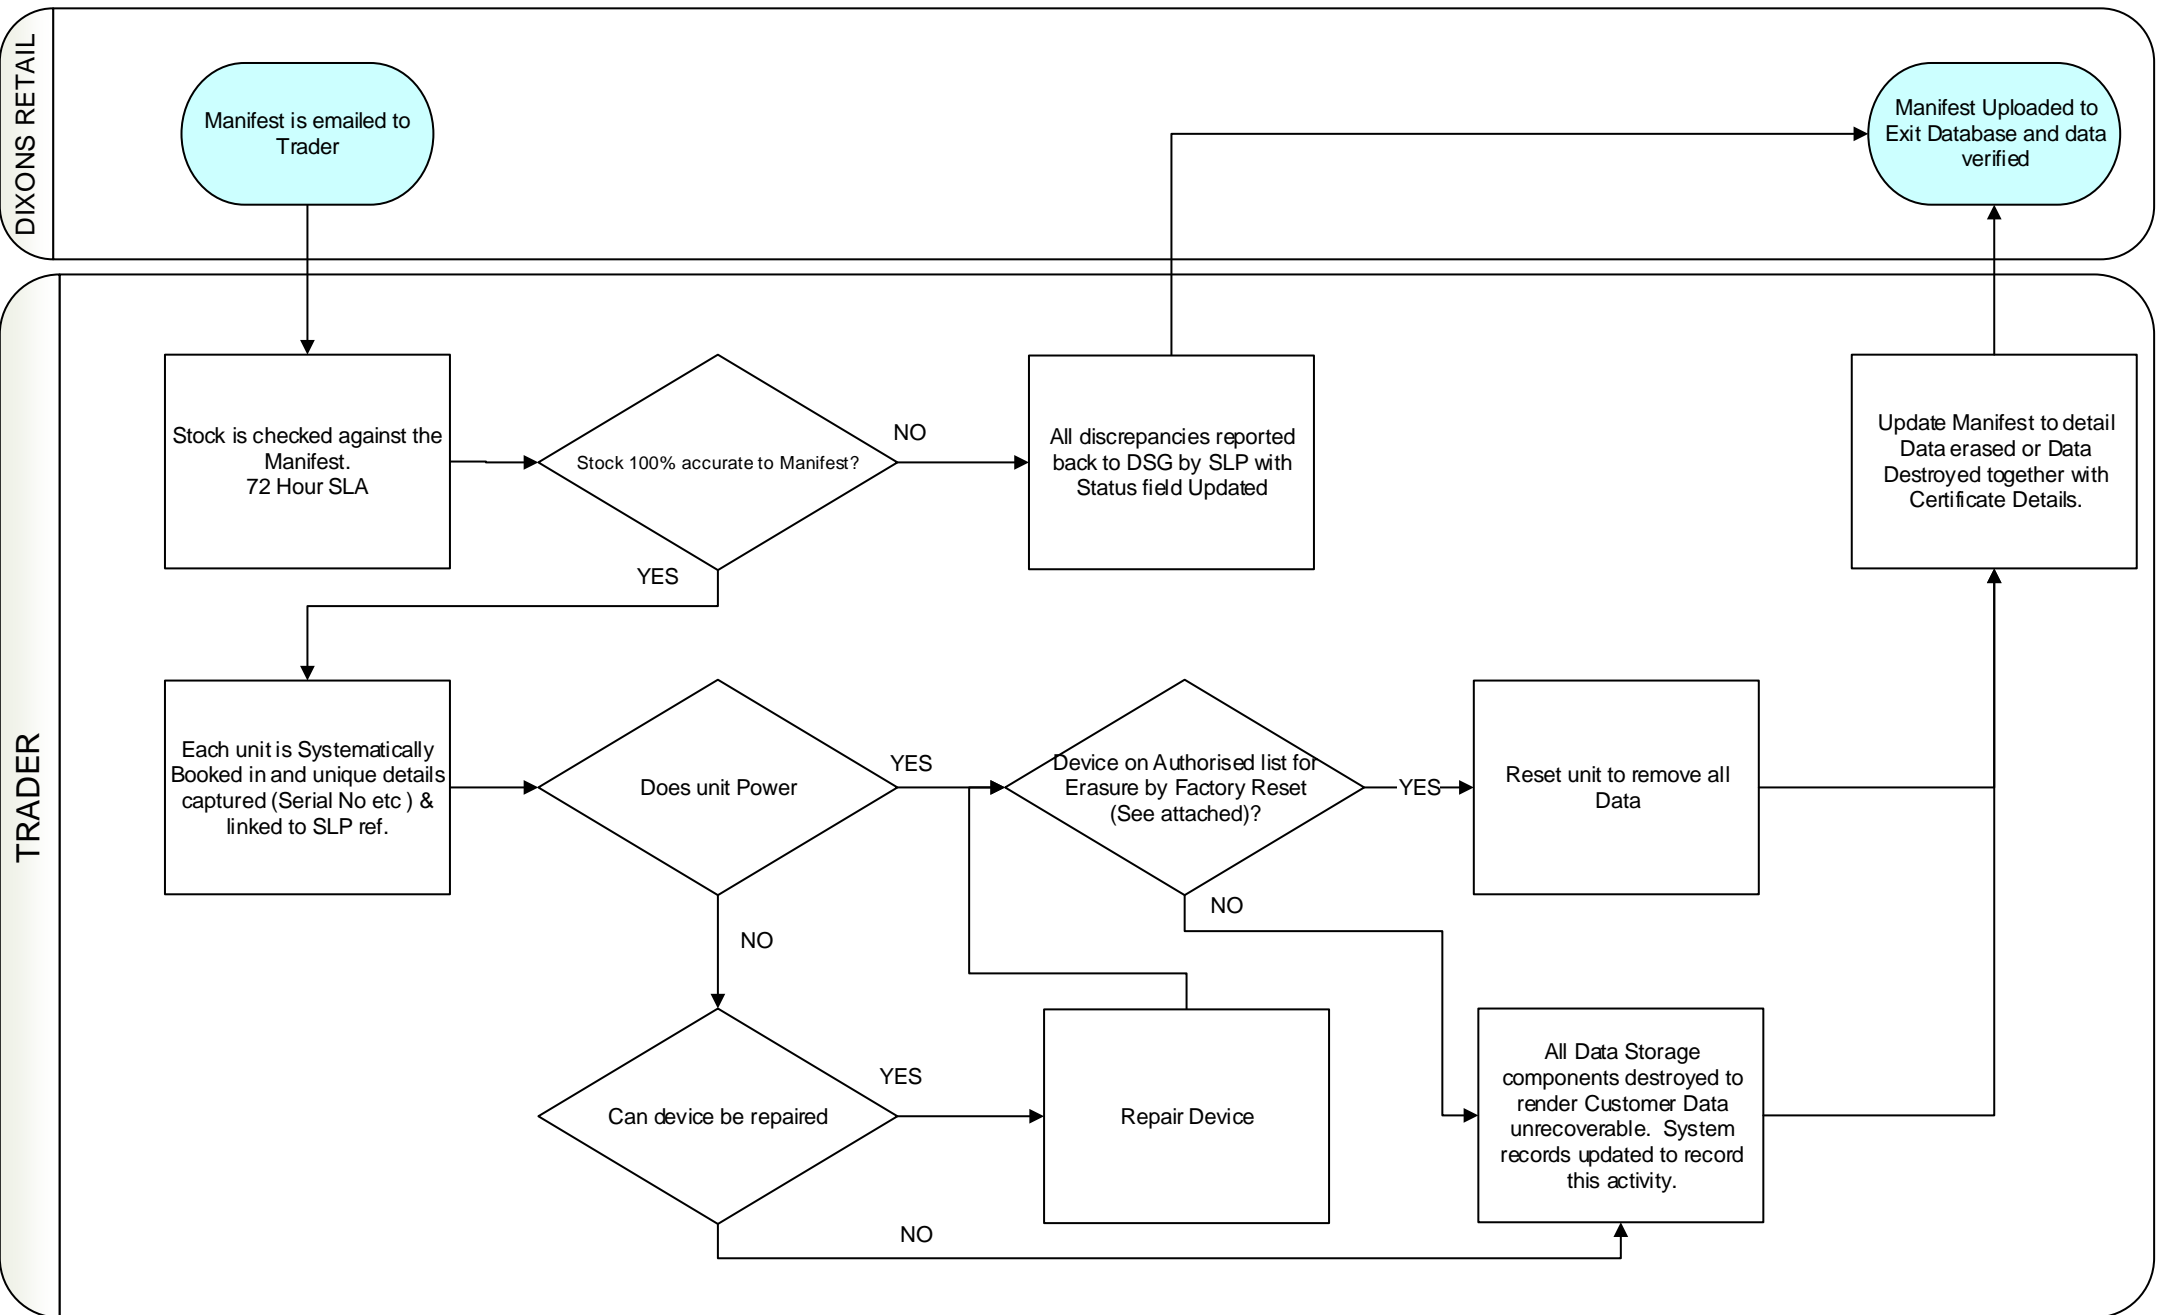 DIXONS RETAIL
Manifest is emailed to
Trader
Manifest Uploaded to
Exit Database and data
verified
TRADER
Stock is checked against the
Manifest.
72 Hour SLA
Stock 100% accurate to Manifest?
NO
YES
All discrepancies reported
back to DSG by SLP with
Status field Updated
Update Manifest to detail
Data erased or Data
Destroyed together with
Certificate Details.
Each unit is Systematically
Booked in and unique details
captured (Serial No etc ) &
linked to SLP ref.
Does unit Power
YES
NO
Device on Authorised list for
Erasure by Factory Reset
(See attached)?
YES
NO
Reset unit to remove all
Data
Can device be repaired
YES
NO
Repair Device
All Data Storage
components destroyed to
render Customer Data
unrecoverable. System
records updated to record
this activity.